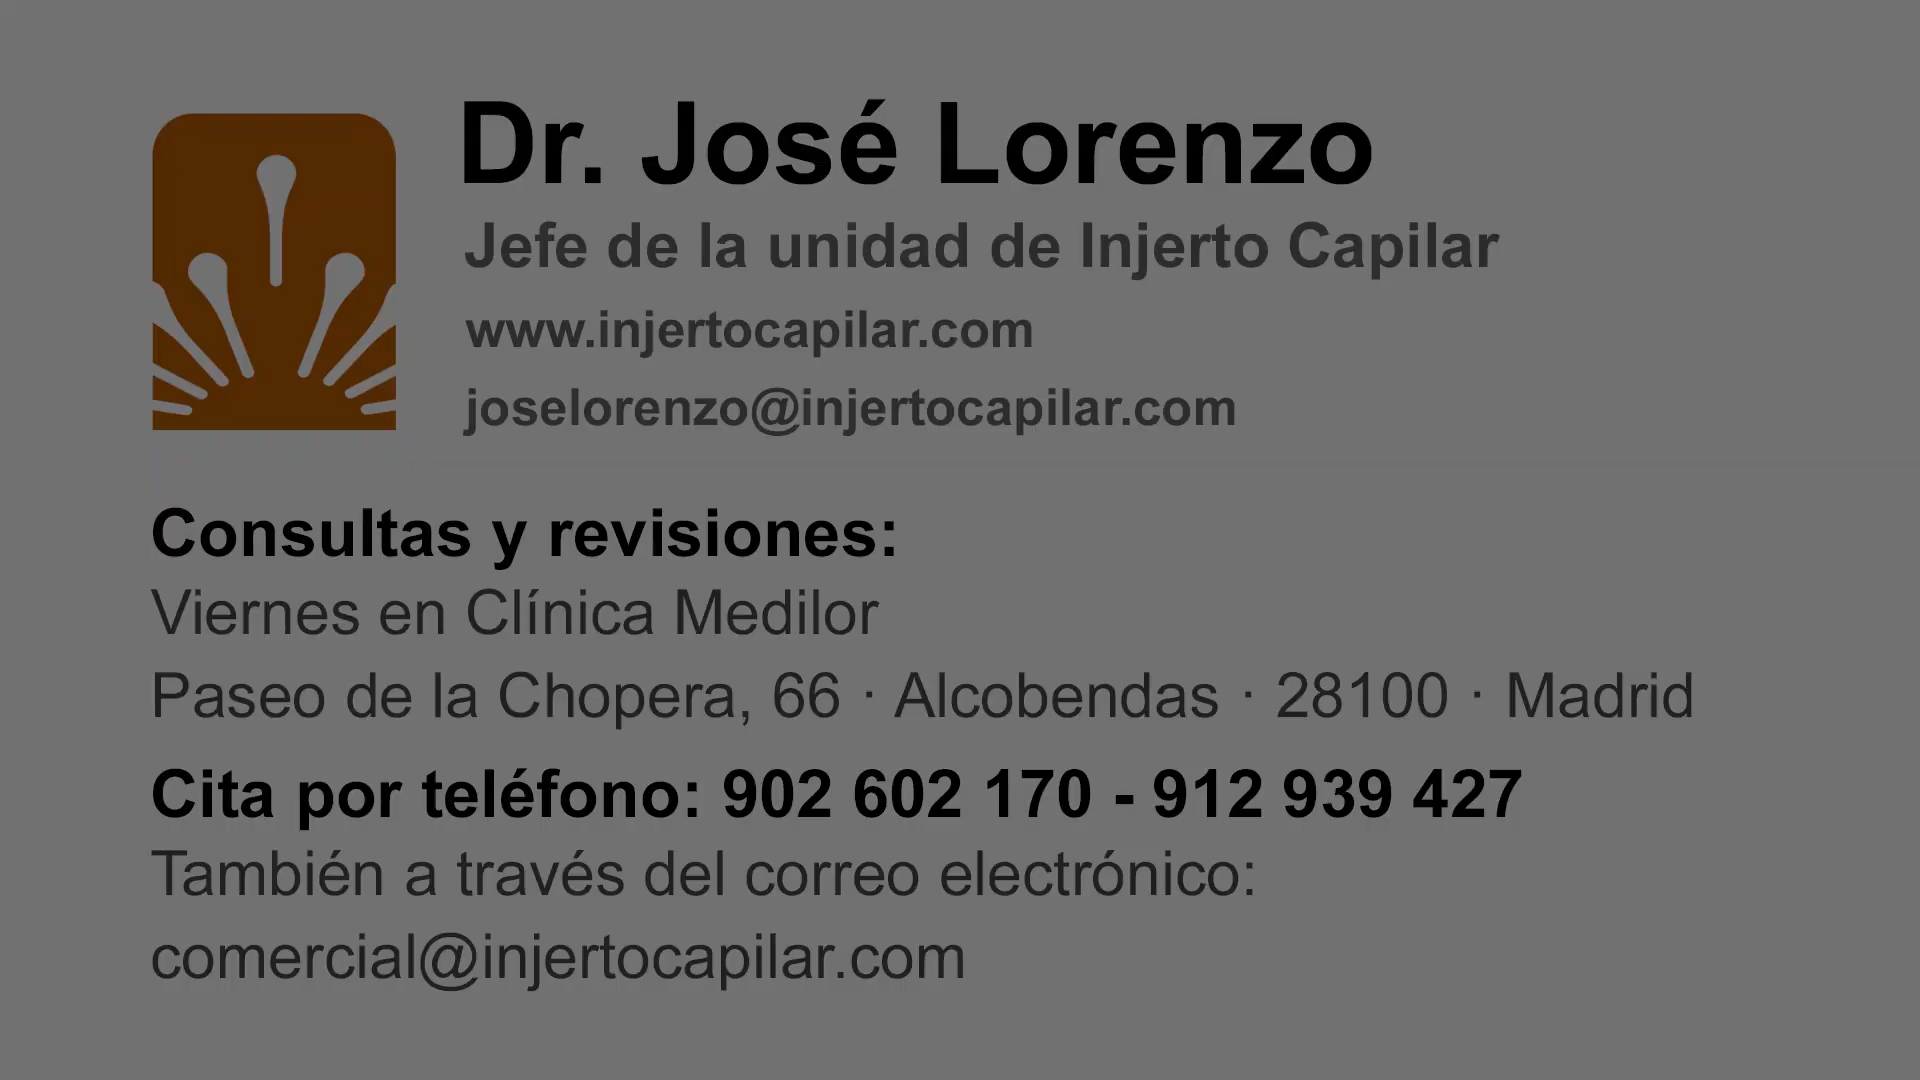 Dr. José Lorenzo
Jefe de la unidad de Injerto Capilar
www.injertocapilar.com
joselorenzo@injertocapilar.com
Consultas y revisiones:
Viernes en Clínica Medilor
Paseo de la Chopera, 66 · Alcobendas · 28100 · Madrid
Cita por teléfono: 902 602 170 - 912 939 427
También a través del correo electrónico:
comercial@injertocapilar.com